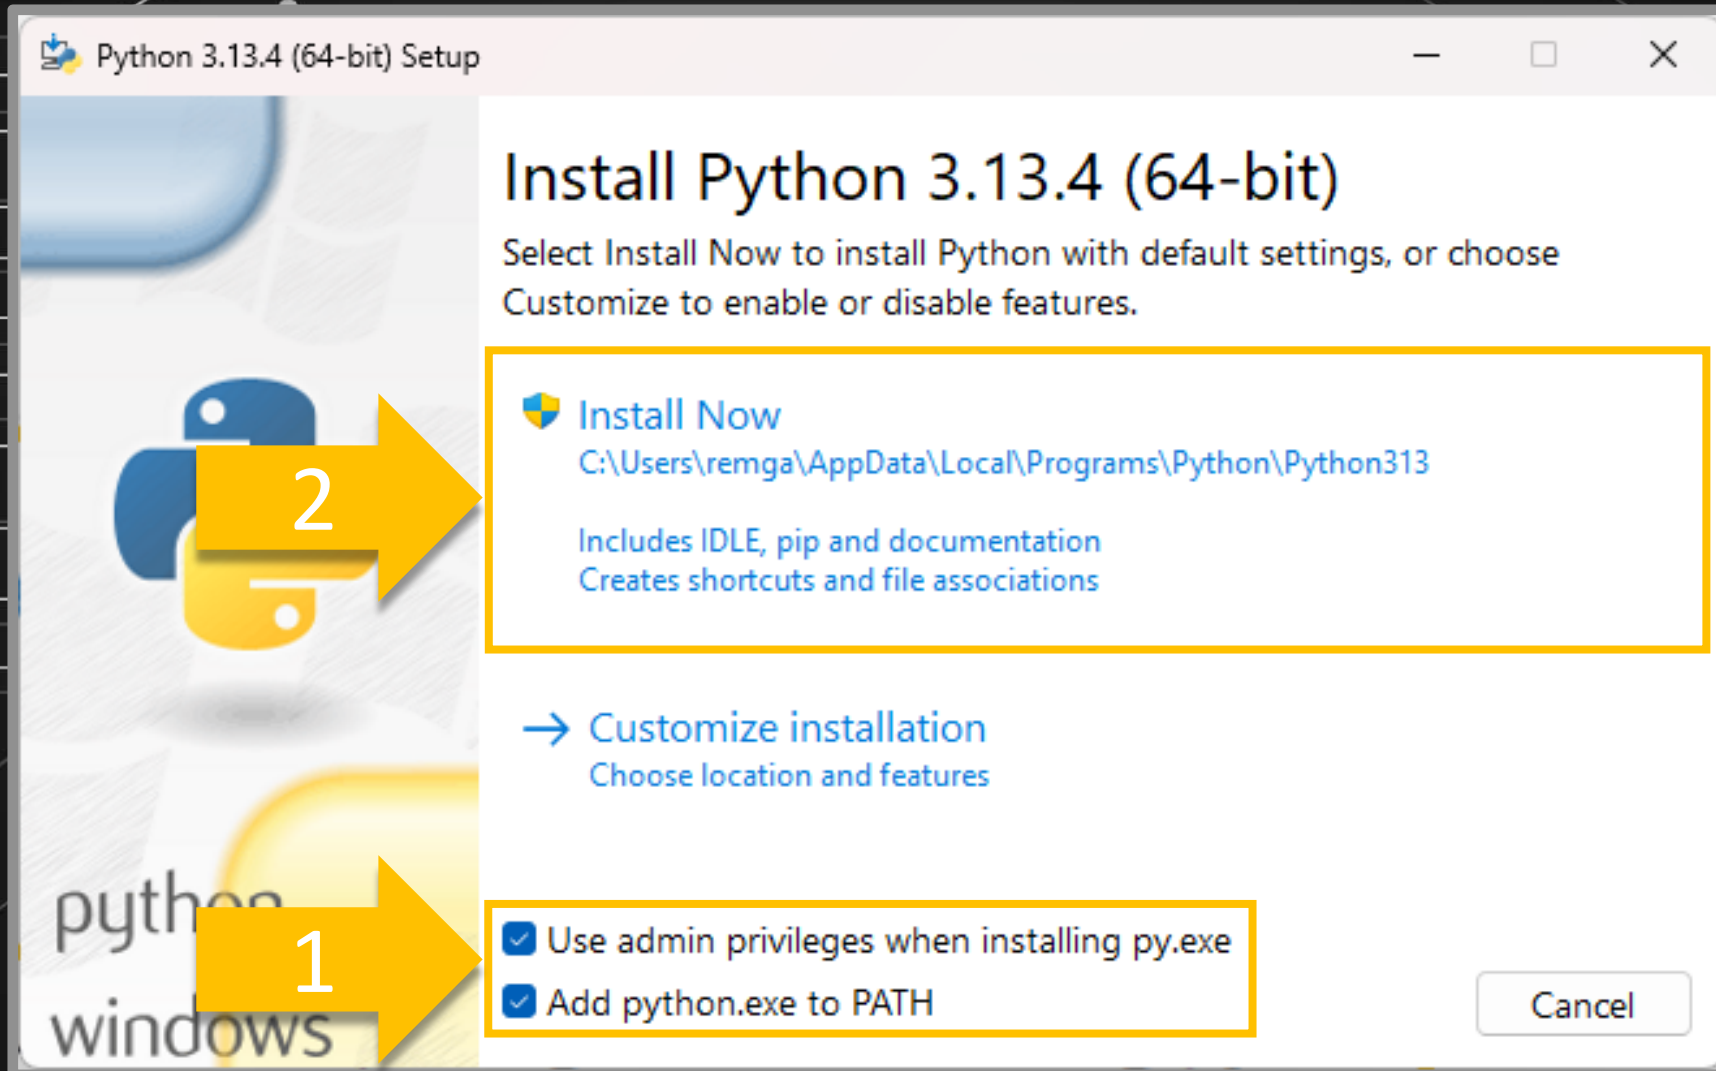 Python 3.13.4 (64-bit) Setup
Install Python 3.13.4 (64-bit)
Select Install Now to install Python with default settings, or choose
Customize to enable or disable features.
2
Install Now
C:\Users\remga\AppData\Local\Programs\Python\Python313
Includes IDLE, pip and documentation
Creates shortcuts and file associations
Customize installation
Choose location and features
python
windows
1
Use admin privileges when installing py.exe
Add python.exe to PATH
Cancel